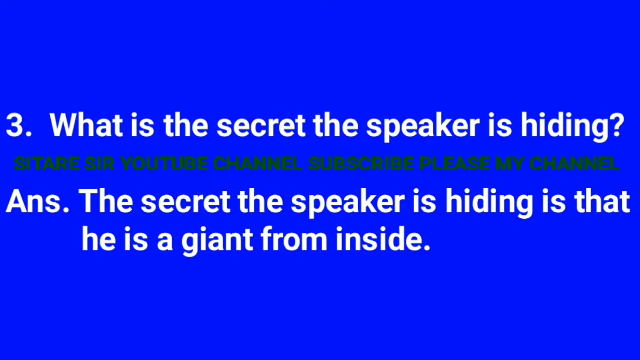 3. What is the secret the speaker is hiding?
SITARE SIR YOUTUBE CHANNEL SUBSCRIBE PLEASE MY CHANNEL
Ans. The secret the speaker is hiding is that
he is a giant from inside.